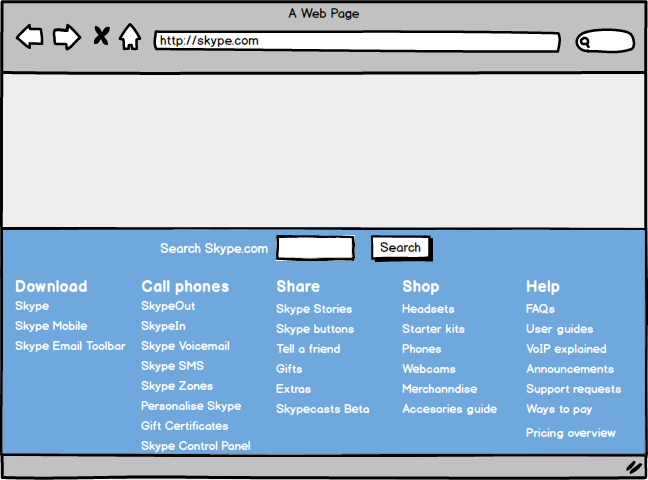 A Web Page
http://skype.com
Search Skype.com
Search
Download
Skype
Skype Mobile
Skype Email Toolbar
Call phones
SkypeOut
SkypeIn
Skype Voicemail
Skype SMS
Skype Zones
Personalise Skype
Gift Certificates
Skype Control Panel
Share
Skype Stories
Skype buttons
Tell a friend
Gifts
Extras
Skypecasts Beta
Shop
Headsets
Starter kits
Phones
Webcams
Merchanndise
Accesories guide
Help
FAQs
User guides
VoIP explained
Announcements
Support requests
Ways to pay
Pricing overview